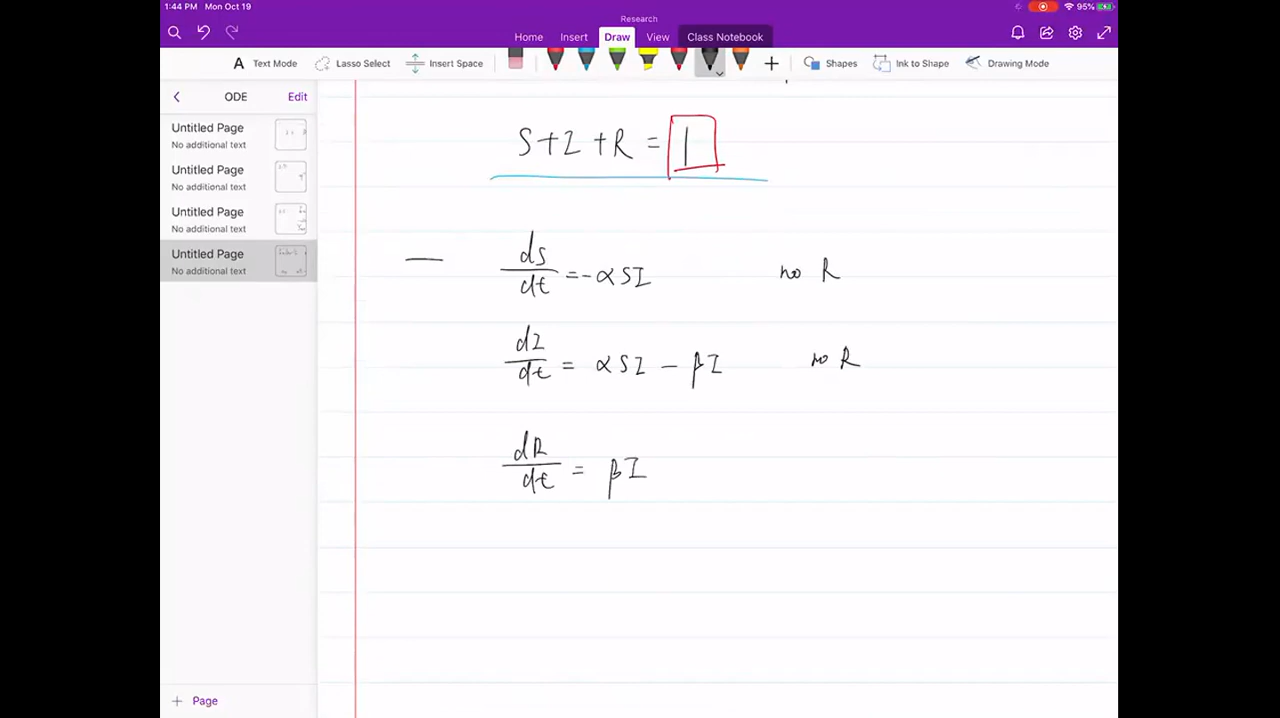 1:44 PM Mon Oct 19
95%
Research
Home Insert Draw View Class Notebook
A Text Mode Lasso Select Insert Space Shapes Ink to Shape Drawing Mode
ODE Edit
Untitled Page
No additional text
Untitled Page
No additional text
Untitled Page
No additional text
Untitled Page
No additional text
Page
S+I+R = 1
— dS/dt = -αSI no R
dI/dt = αSI - βI no R
dR/dt = βI